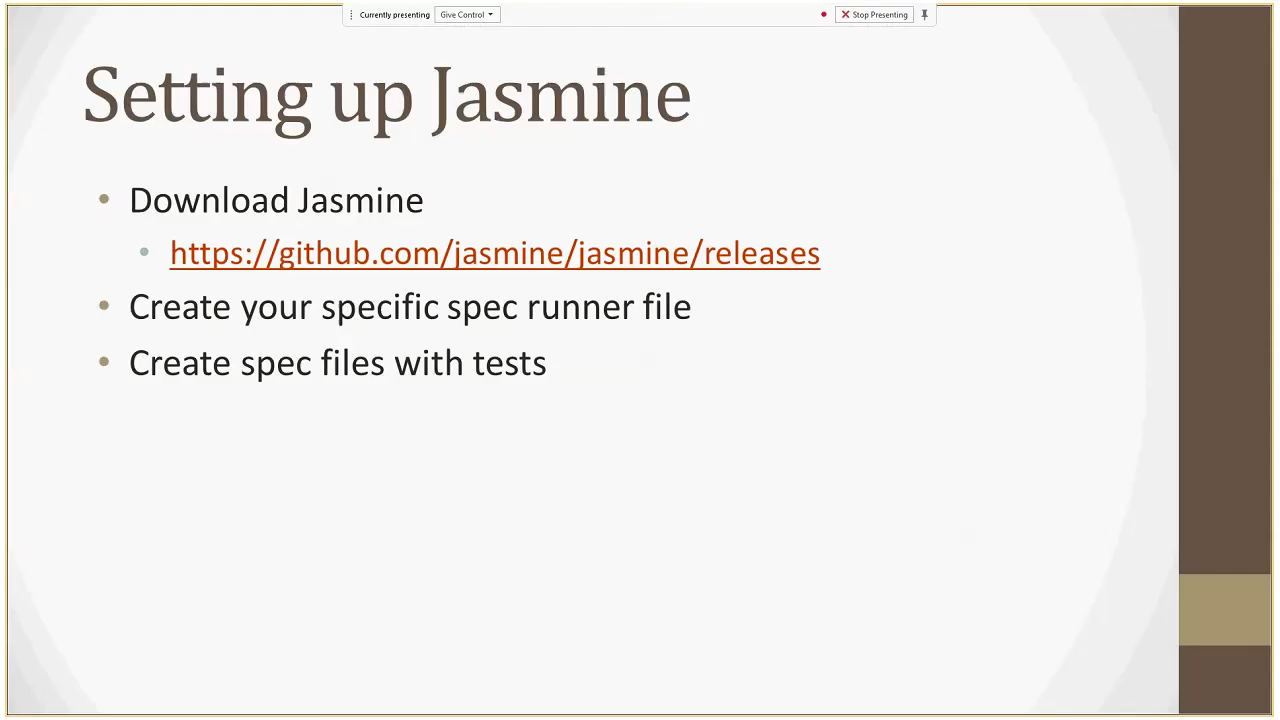 Currently presenting Give Control Stop Presenting
Setting up Jasmine
• Download Jasmine
• https://github.com/jasmine/jasmine/releases
• Create your specific spec runner file
• Create spec files with tests